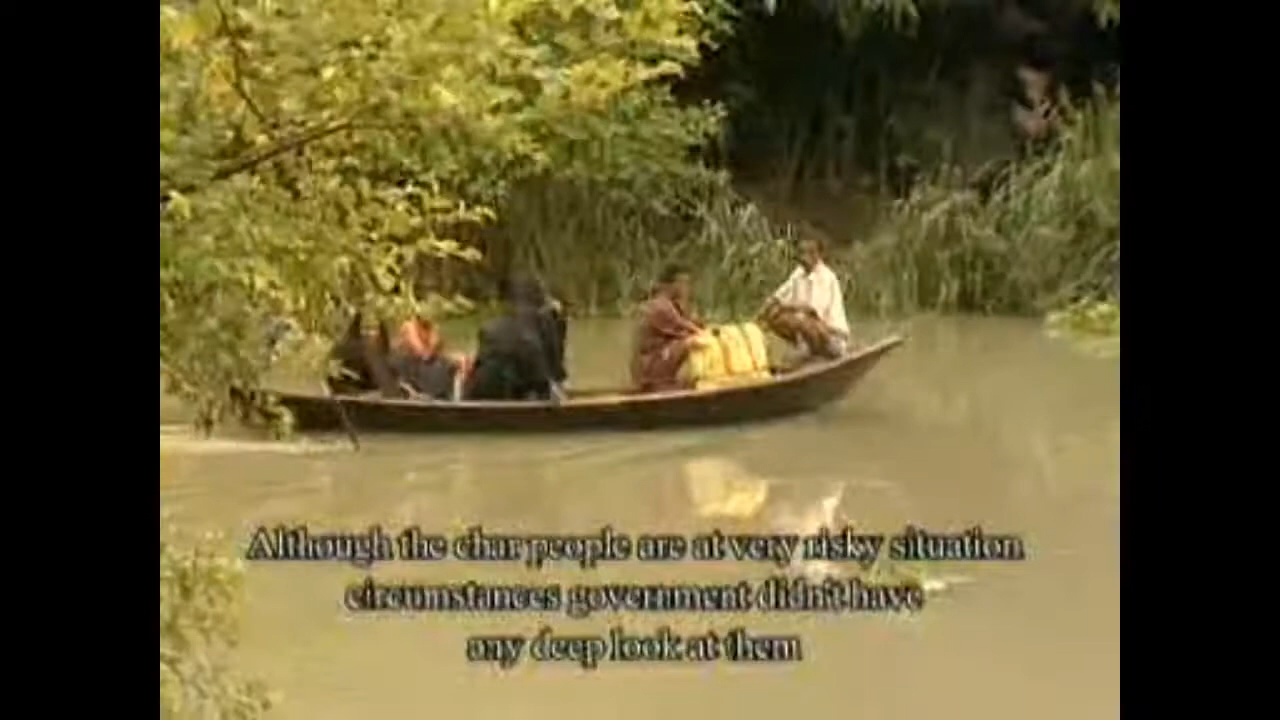 Although the char people are at very risky situation
circumstances government didn't have
any deep look at them